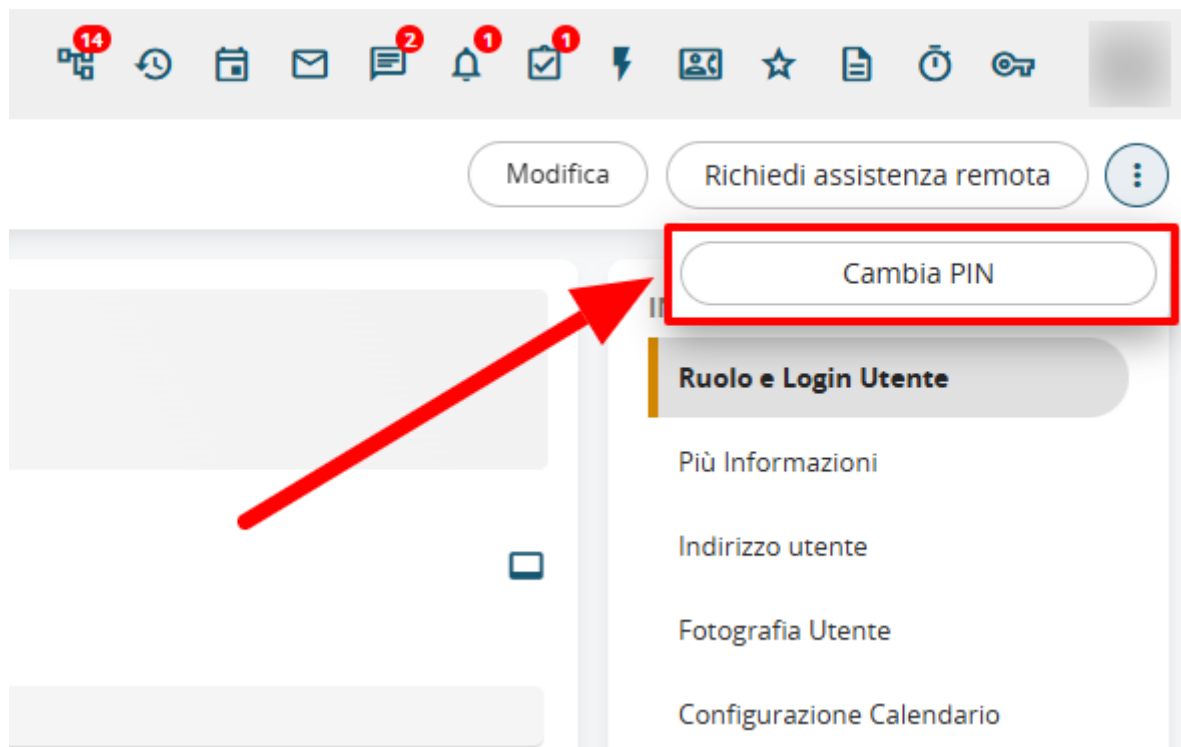 14
2
1
1
Modifica
Richiedi assistenza remota
Cambia PIN
Ruolo e Login Utente
Più Informazioni
Indirizzo utente
Fotografia Utente
Configurazione Calendario